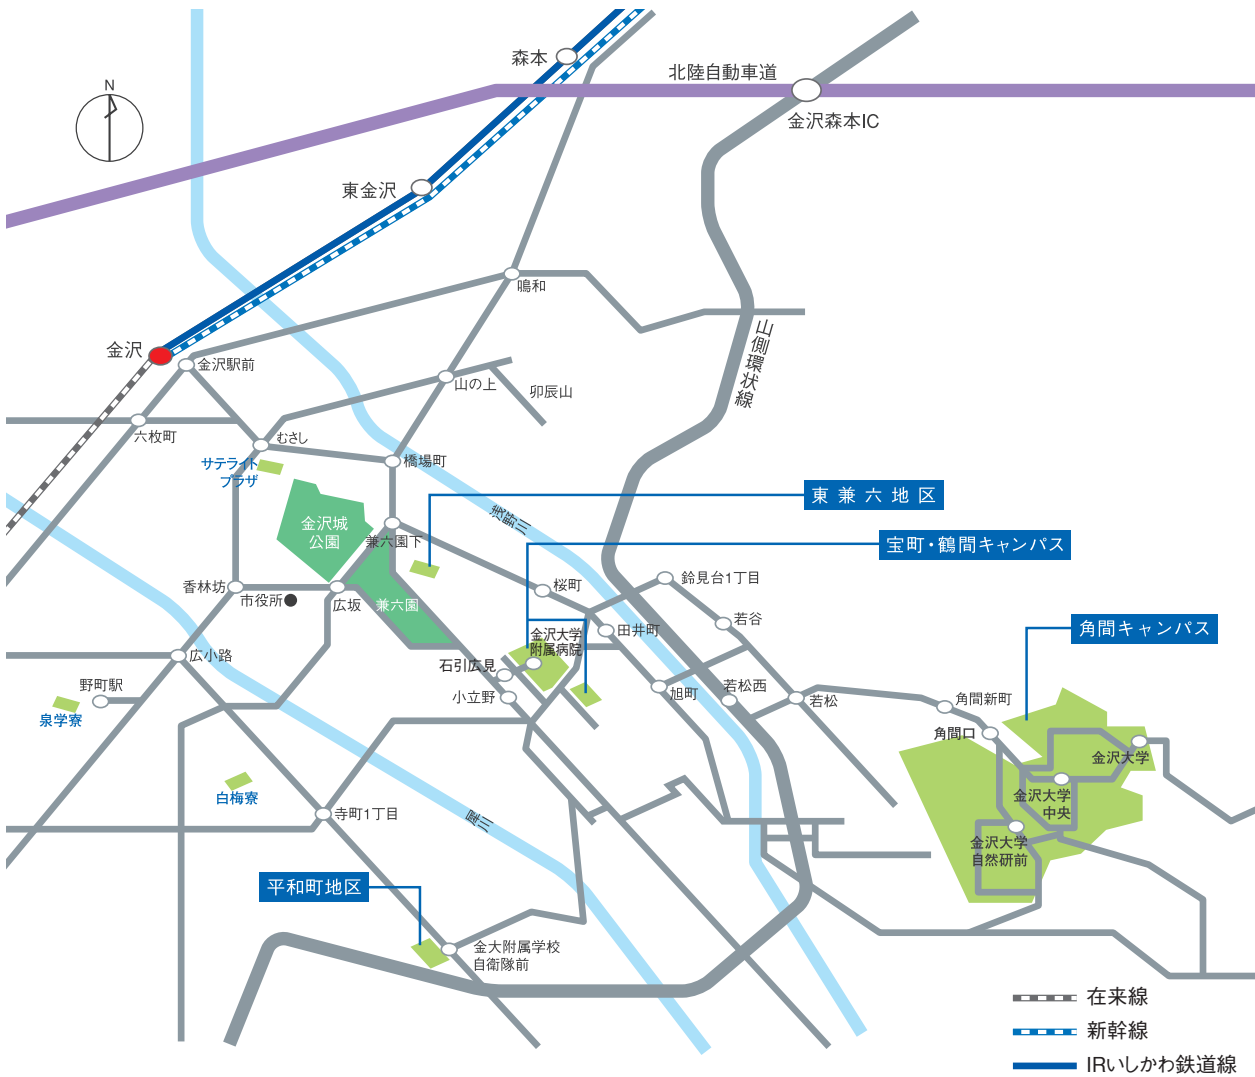 森本
北陸自動車道
N
金沢森本IC
東金沢
鳴和
山側環状線
金沢
金沢駅前
山の上
卯辰山
六枚町
むさし
橋場町
サテライト
プラザ
東兼六地区
浅野川
金沢城
公園
兼六園下
宝町・鶴間キャンパス
香林坊
市役所
広坂
兼六園
桜町
鈴見台1丁目
若谷
田井町
角間キャンパス
金沢大学
附属病院
広小路
石引広見
小立野
旭町
若松西
若松
野町駅
泉学寮
角間新町
角間口
金沢大学
白梅寮
寺町1丁目
犀川
金沢大学
中央
金沢大学
自然研前
平和町地区
金大附属学校
自衛隊前
在来線
新幹線
IRいしかわ鉄道線